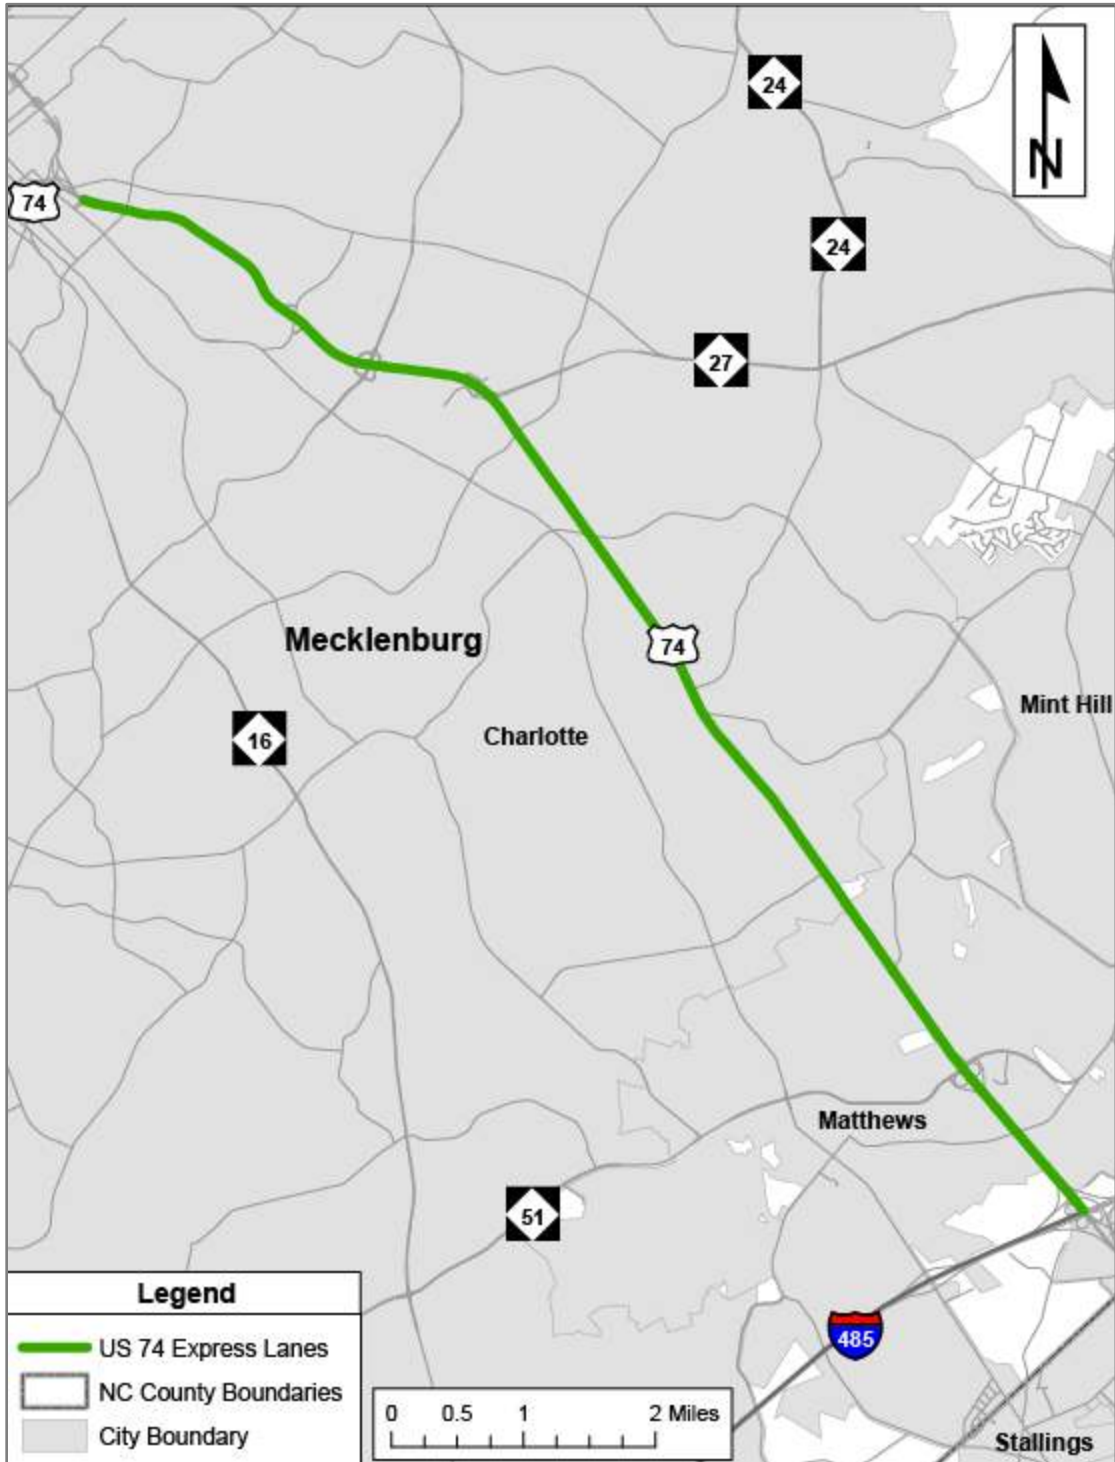 24
N
74
24
27
74
Mecklenburg
Mint Hill
16
Charlotte
Matthews
51
485
Legend
US 74 Express Lanes
NC County Boundaries
City Boundary
0 0.5 1 2 Miles
Stallings